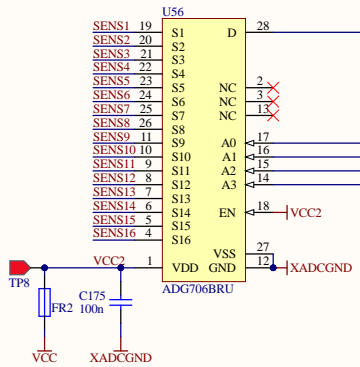 U56
SENS1 19 S1 D 28
SENS2 20 S2
SENS3 21 S3
SENS4 22 S4
SENS5 23 S5 NC 2
SENS6 24 S6 NC 3
SENS7 25 S7 NC 13
SENS8 26 S8
SENS9 11 S9 A0 17
SENS10 10 S10 A1 16
SENS11 9 S11 A2 15
SENS12 8 S12 A3 14
SENS13 7 S13
SENS14 6 S14 EN 18 VCC2
SENS15 5 S15
SENS16 4 S16
VSS 27
VCC2 1 VDD GND 12 XADCGND
TP8
ADG706BRU
C175
FR2 100n
VCC XADCGND